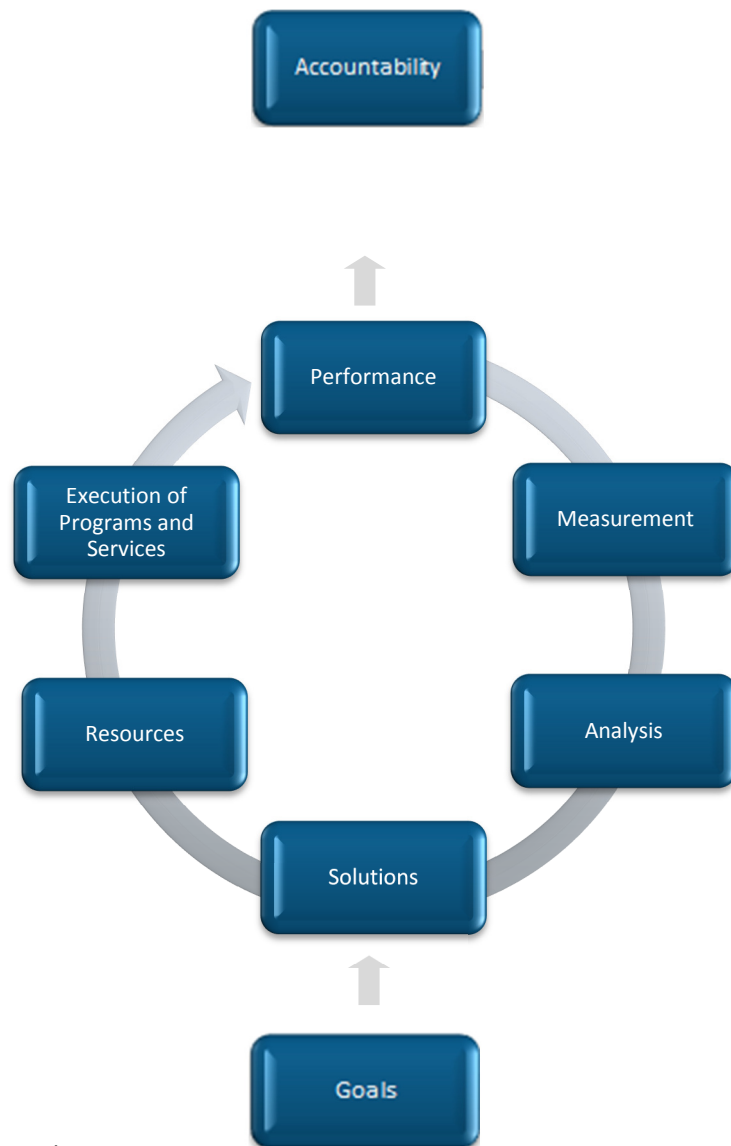 Accountability
Performance
Execution of
Programs and
Services
Measurement
Resources
Analysis
Solutions
Goals